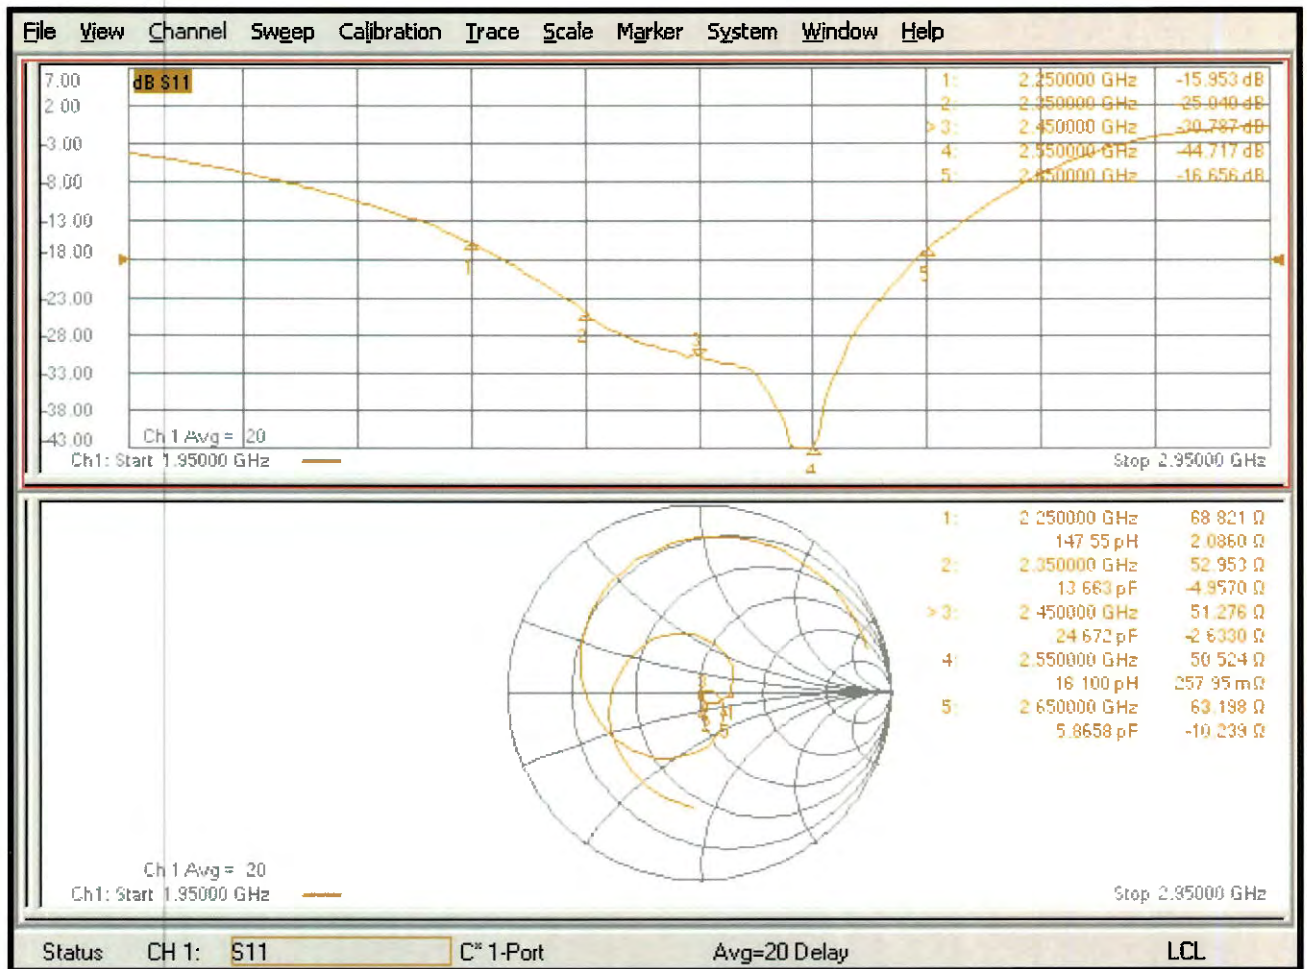 File View Channel Sweep Calibration Trace Scale Marker System Window Help
7.00
dB S11
1: 2.250000 GHz -15.953 dB
2.00
2: 2.350000 GHz -25.040 dB
> 3: 2.450000 GHz -30.787 dB
-3.00
4: 2.550000 GHz -44.717 dB
5: 2.650000 GHz -16.656 dB
-8.00
-13.00
-18.00
1
5
-23.00
-28.00
2
3
-33.00
-38.00
-43.00
Ch 1 Avg = 20
Ch1: Start 1.95000 GHz
4
Stop 2.95000 GHz
1: 2.250000 GHz 68.821 Ω
147.55 pH 2.0860 Ω
2: 2.350000 GHz 52.953 Ω
13.663 pF -4.9570 Ω
> 3: 2.450000 GHz 51.276 Ω
24.672 pF -2.6330 Ω
4: 2.550000 GHz 50.524 Ω
16.100 pH 257.95 mΩ
5: 2.650000 GHz 63.198 Ω
5.8658 pF -10.239 Ω
Ch 1 Avg = 20
Ch1: Start 1.95000 GHz
Stop 2.95000 GHz
Status CH 1: S11 C* 1-Port Avg=20 Delay LCL